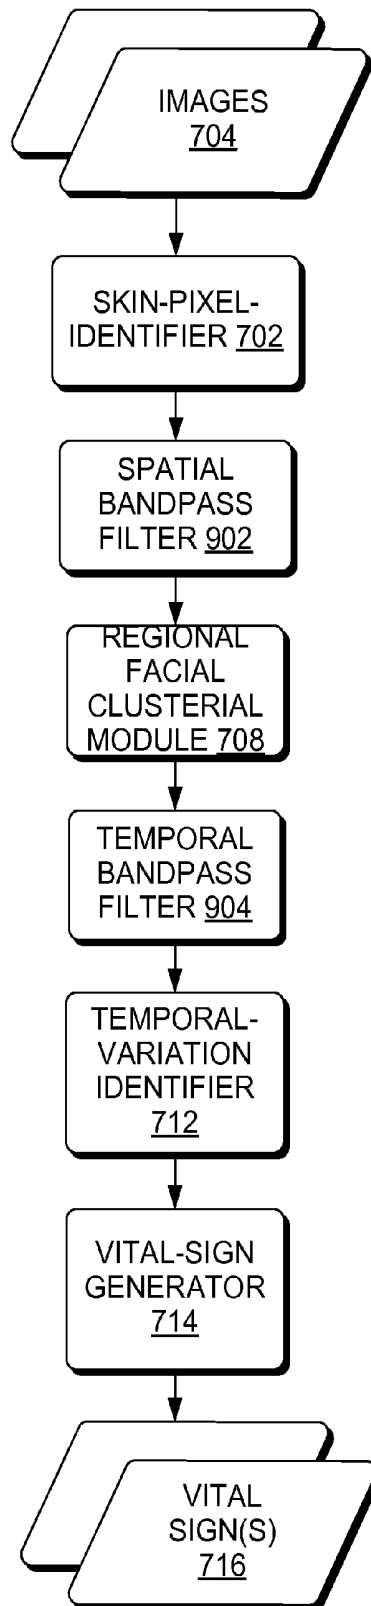 IMAGES
704
SKIN-PIXEL-
IDENTIFIER 702
SPATIAL
BANDPASS
FILTER 902
REGIONAL
FACIAL
CLUSTERIAL
MODULE 708
TEMPORAL
BANDPASS
FILTER 904
TEMPORAL-
VARIATION
IDENTIFIER
712
VITAL-SIGN
GENERATOR
714
VITAL
SIGN(S)
716